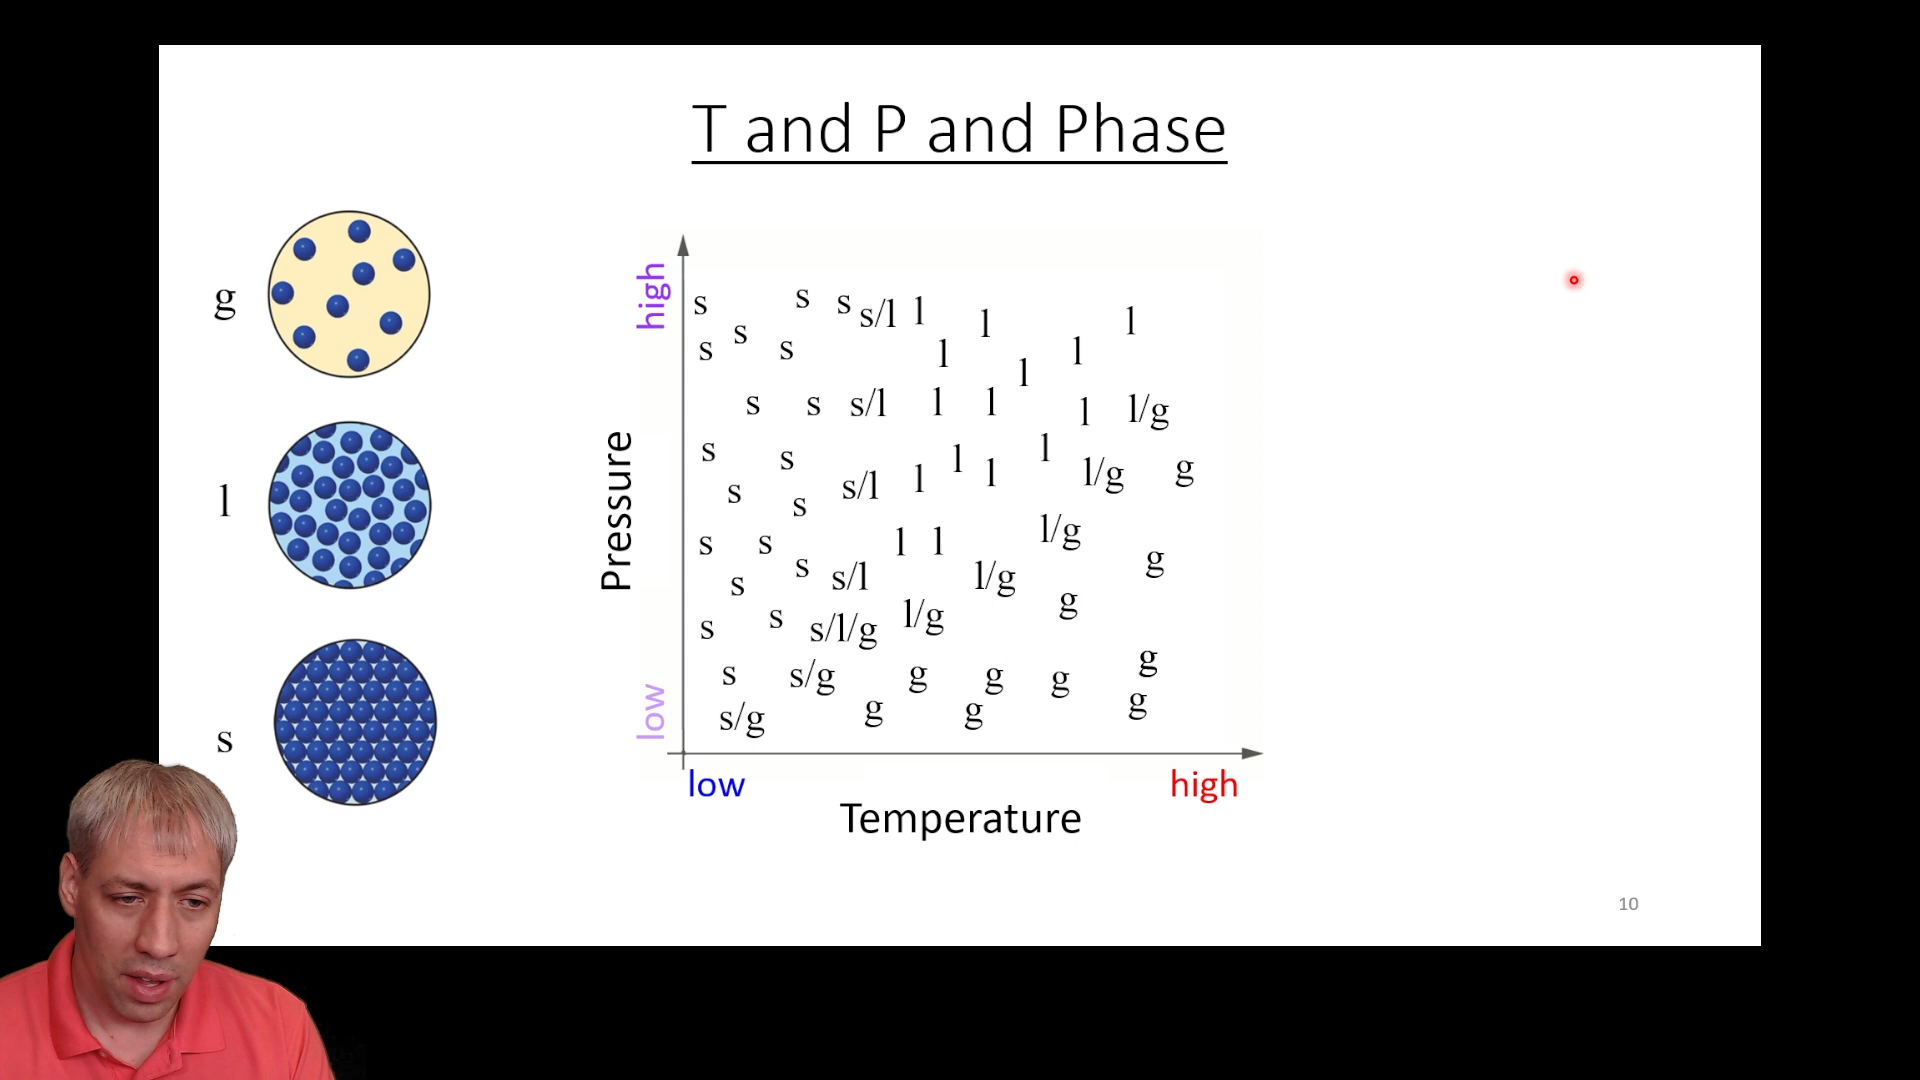 T and P and Phase
g
l
s
high
Pressure
low
s s s s/l l l l
s s s l l l
s s s/l l l l l/g
s s s/l l l l l l/g g
s s
s s s s/l l l l/g g
s l/g g
s s s/l/g l/g
s s/g g g g g
s/g g g g
low high
Temperature
10